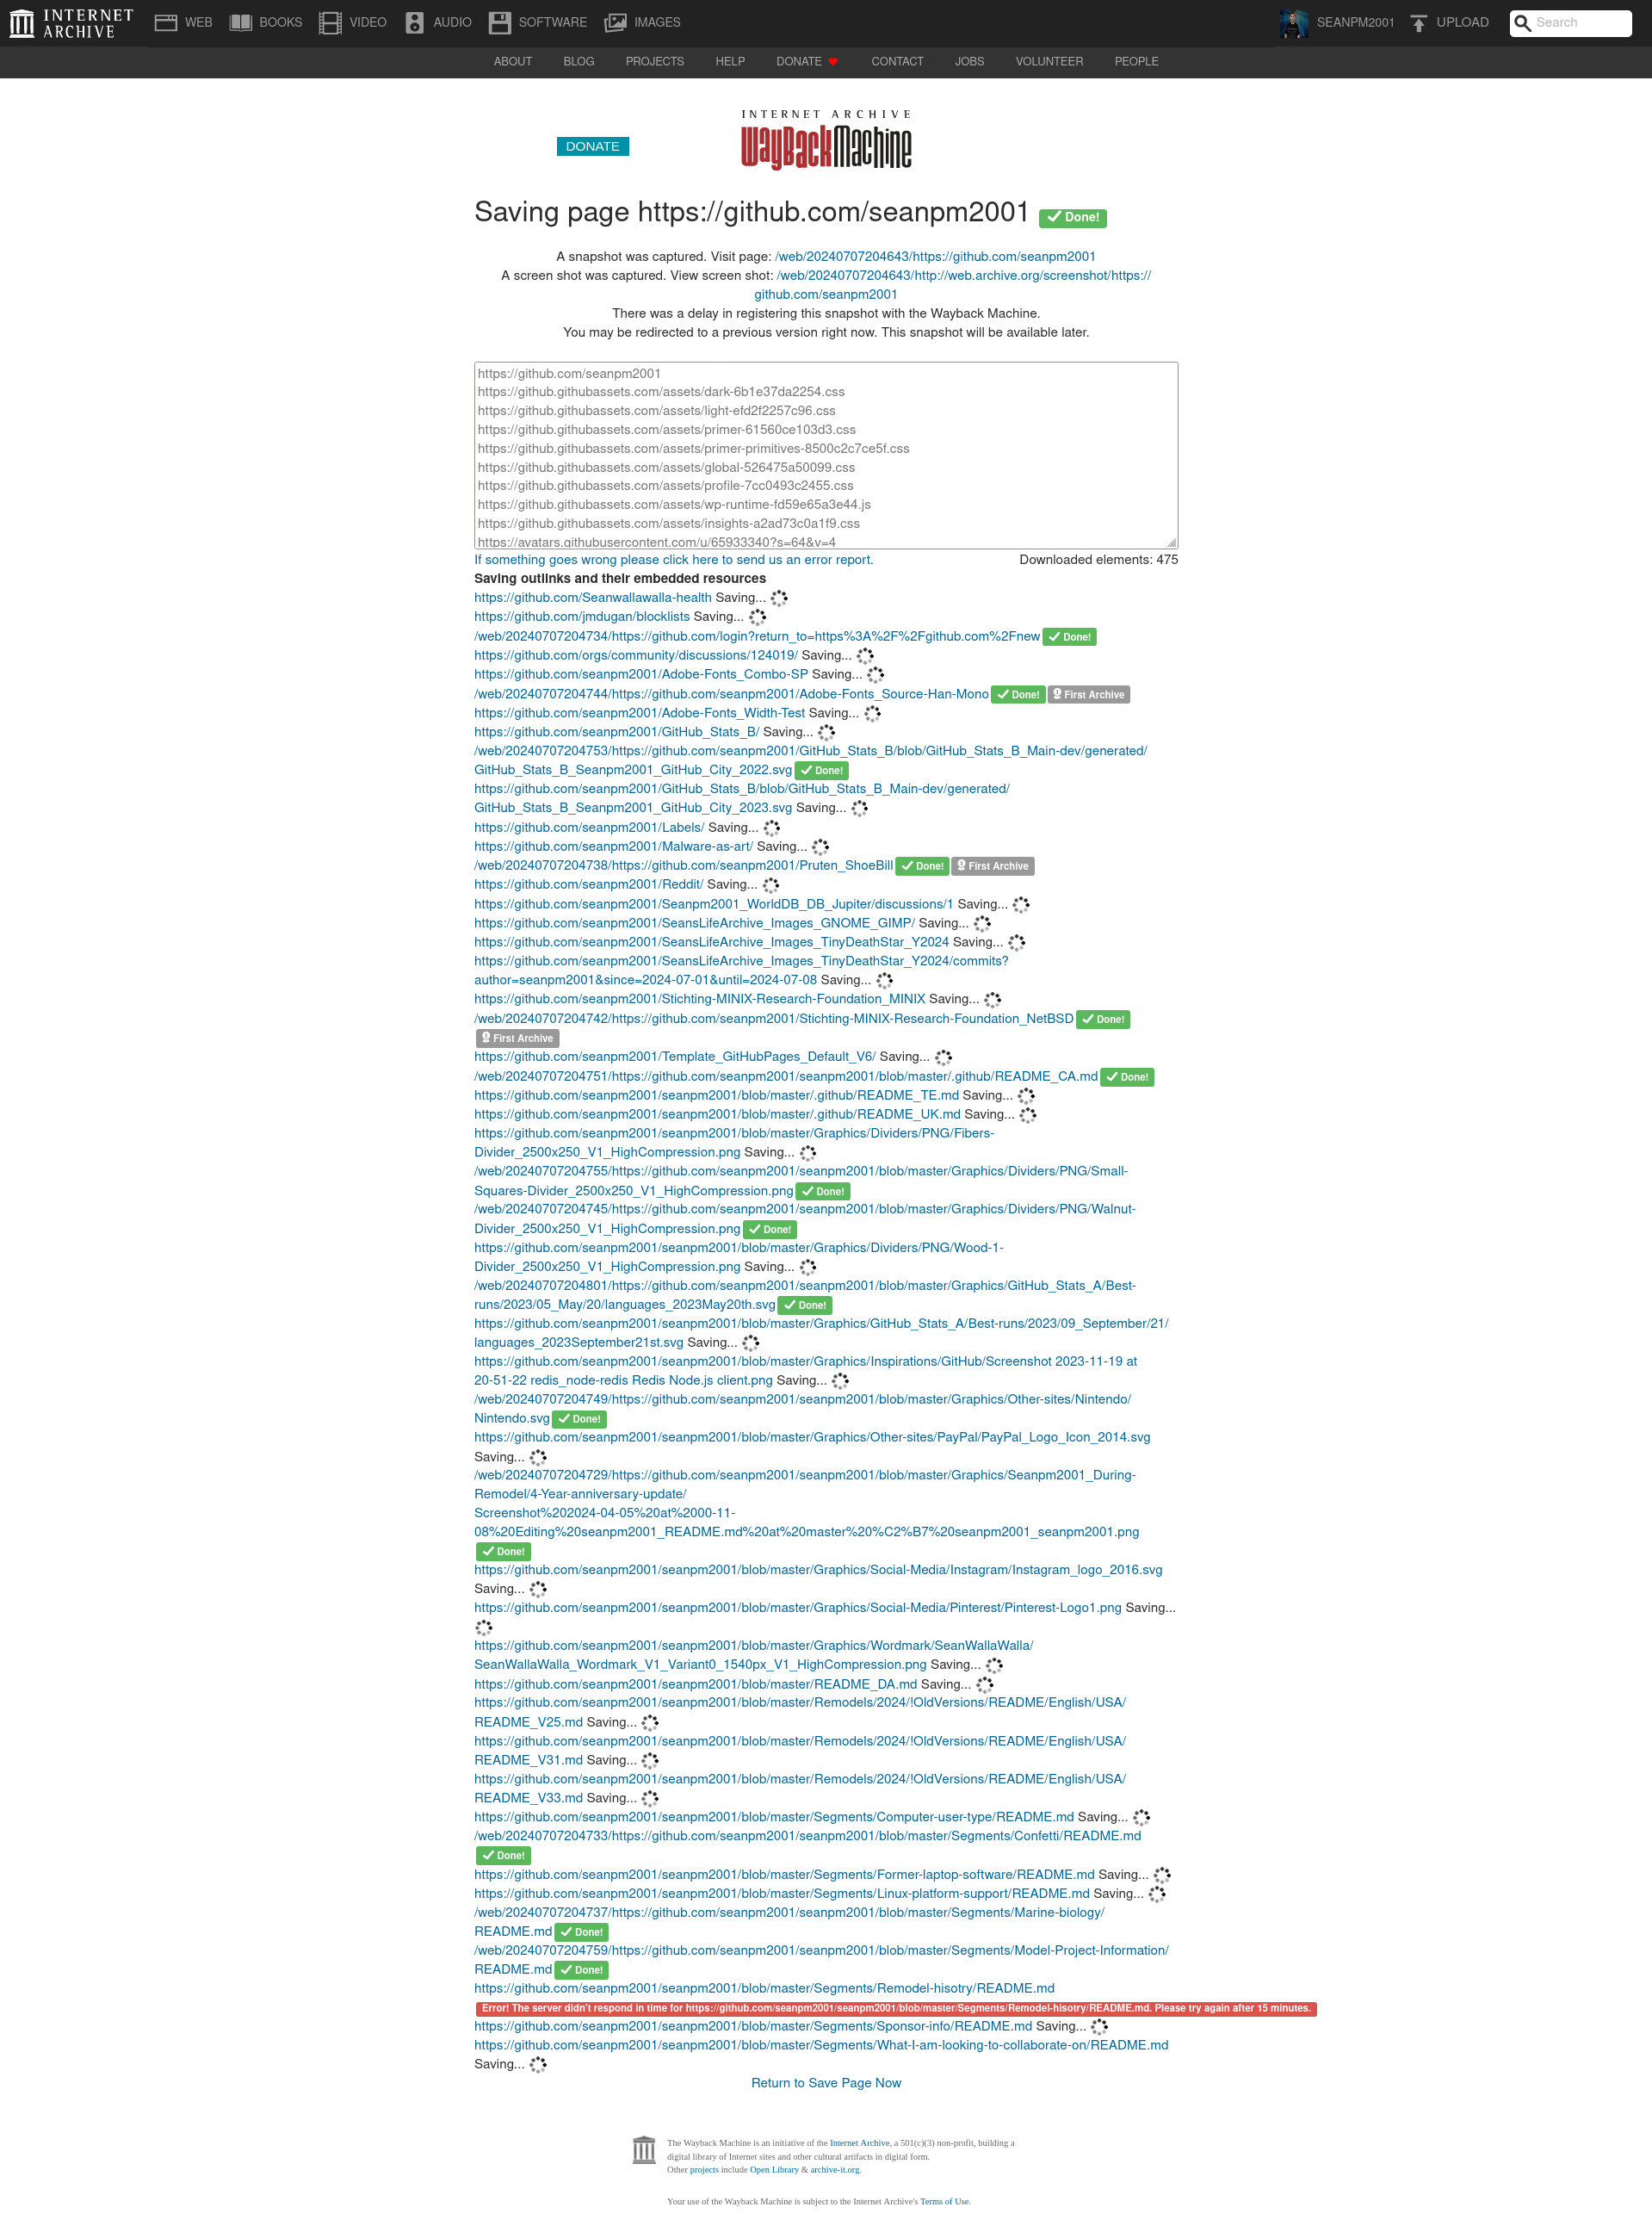 INTERNET ARCHIVE
WEB BOOKS VIDEO AUDIO SOFTWARE IMAGES SEANPM2001 UPLOAD Search
ABOUT BLOG PROJECTS HELP DONATE CONTACT JOBS VOLUNTEER PEOPLE
INTERNET ARCHIVE
DONATE WayBackMachine
Saving page https://github.com/seanpm2001 Done!
A snapshot was captured. Visit page: /web/20240707204643/https://github.com/seanpm2001
A screen shot was captured. View screen shot: /web/20240707204643/http://web.archive.org/screenshot/https://
github.com/seanpm2001
There was a delay in registering this snapshot with the Wayback Machine.
You may be redirected to a previous version right now. This snapshot will be available later.
https://github.com/seanpm2001
https://github.githubassets.com/assets/dark-6b1e37da2254.css
https://github.githubassets.com/assets/light-efd2f2257c96.css
https://github.githubassets.com/assets/primer-61560ce103d3.css
https://github.githubassets.com/assets/primer-primitives-8500c2c7ce5f.css
https://github.githubassets.com/assets/global-526475a50099.css
https://github.githubassets.com/assets/profile-7cc0493c2455.css
https://github.githubassets.com/assets/wp-runtime-fd59e65a3e44.js
https://github.githubassets.com/assets/insights-a2ad73c0a1f9.css
https://avatars.githubusercontent.com/u/65933340?s=64&v=4
If something goes wrong please click here to send us an error report. Downloaded elements: 475
Saving outlinks and their embedded resources
https://github.com/Seanwallawalla-health Saving...
https://github.com/jmdugan/blocklists Saving...
/web/20240707204734/https://github.com/login?return_to=https%3A%2F%2Fgithub.com%2Fnew Done!
https://github.com/orgs/community/discussions/124019/ Saving...
https://github.com/seanpm2001/Adobe-Fonts_Combo-SP Saving...
/web/20240707204744/https://github.com/seanpm2001/Adobe-Fonts_Source-Han-Mono Done! First Archive
https://github.com/seanpm2001/Adobe-Fonts_Width-Test Saving...
https://github.com/seanpm2001/GitHub_Stats_B/ Saving...
/web/20240707204753/https://github.com/seanpm2001/GitHub_Stats_B/blob/GitHub_Stats_B_Main-dev/generated/
GitHub_Stats_B_Seanpm2001_GitHub_City_2022.svg Done!
https://github.com/seanpm2001/GitHub_Stats_B/blob/GitHub_Stats_B_Main-dev/generated/
GitHub_Stats_B_Seanpm2001_GitHub_City_2023.svg Saving...
https://github.com/seanpm2001/Labels/ Saving...
https://github.com/seanpm2001/Malware-as-art/ Saving...
/web/20240707204738/https://github.com/seanpm2001/Pruten_ShoeBill Done! First Archive
https://github.com/seanpm2001/Reddit/ Saving...
https://github.com/seanpm2001/Seanpm2001_WorldDB_DB_Jupiter/discussions/1 Saving...
https://github.com/seanpm2001/SeansLifeArchive_Images_GNOME_GIMP/ Saving...
https://github.com/seanpm2001/SeansLifeArchive_Images_TinyDeathStar_Y2024 Saving...
https://github.com/seanpm2001/SeansLifeArchive_Images_TinyDeathStar_Y2024/commits?
author=seanpm2001&since=2024-07-01&until=2024-07-08 Saving...
https://github.com/seanpm2001/Stichting-MINIX-Research-Foundation_MINIX Saving...
/web/20240707204742/https://github.com/seanpm2001/Stichting-MINIX-Research-Foundation_NetBSD Done!
First Archive
https://github.com/seanpm2001/Template_GitHubPages_Default_V6/ Saving...
/web/20240707204751/https://github.com/seanpm2001/seanpm2001/blob/master/.github/README_CA.md Done!
https://github.com/seanpm2001/seanpm2001/blob/master/.github/README_TE.md Saving...
https://github.com/seanpm2001/seanpm2001/blob/master/.github/README_UK.md Saving...
https://github.com/seanpm2001/seanpm2001/blob/master/Graphics/Dividers/PNG/Fibers-
Divider_2500x250_V1_HighCompression.png Saving...
/web/20240707204755/https://github.com/seanpm2001/seanpm2001/blob/master/Graphics/Dividers/PNG/Small-
Squares-Divider_2500x250_V1_HighCompression.png Done!
/web/20240707204745/https://github.com/seanpm2001/seanpm2001/blob/master/Graphics/Dividers/PNG/Walnut-
Divider_2500x250_V1_HighCompression.png Done!
https://github.com/seanpm2001/seanpm2001/blob/master/Graphics/Dividers/PNG/Wood-1-
Divider_2500x250_V1_HighCompression.png Saving...
/web/20240707204801/https://github.com/seanpm2001/seanpm2001/blob/master/Graphics/GitHub_Stats_A/Best-
runs/2023/05_May/20/languages_2023May20th.svg Done!
https://github.com/seanpm2001/seanpm2001/blob/master/Graphics/GitHub_Stats_A/Best-runs/2023/09_September/21/
languages_2023September21st.svg Saving...
https://github.com/seanpm2001/seanpm2001/blob/master/Graphics/Inspirations/GitHub/Screenshot 2023-11-19 at
20-51-22 redis_node-redis Redis Node.js client.png Saving...
/web/20240707204749/https://github.com/seanpm2001/seanpm2001/blob/master/Graphics/Other-sites/Nintendo/
Nintendo.svg Done!
https://github.com/seanpm2001/seanpm2001/blob/master/Graphics/Other-sites/PayPal/PayPal_Logo_Icon_2014.svg
Saving...
/web/20240707204729/https://github.com/seanpm2001/seanpm2001/blob/master/Graphics/Seanpm2001_During-
Remodel/4-Year-anniversary-update/
Screenshot%202024-04-05%20at%2000-11-
08%20Editing%20seanpm2001_README.md%20at%20master%20%C2%B7%20seanpm2001_seanpm2001.png
Done!
https://github.com/seanpm2001/seanpm2001/blob/master/Graphics/Social-Media/Instagram/Instagram_logo_2016.svg
Saving...
https://github.com/seanpm2001/seanpm2001/blob/master/Graphics/Social-Media/Pinterest/Pinterest-Logo1.png Saving...
https://github.com/seanpm2001/seanpm2001/blob/master/Graphics/Wordmark/SeanWallaWalla/
SeanWallaWalla_Wordmark_V1_Variant0_1540px_V1_HighCompression.png Saving...
https://github.com/seanpm2001/seanpm2001/blob/master/README_DA.md Saving...
https://github.com/seanpm2001/seanpm2001/blob/master/Remodels/2024/!OldVersions/README/English/USA/
README_V25.md Saving...
https://github.com/seanpm2001/seanpm2001/blob/master/Remodels/2024/!OldVersions/README/English/USA/
README_V31.md Saving...
https://github.com/seanpm2001/seanpm2001/blob/master/Remodels/2024/!OldVersions/README/English/USA/
README_V33.md Saving...
https://github.com/seanpm2001/seanpm2001/blob/master/Segments/Computer-user-type/README.md Saving...
/web/20240707204733/https://github.com/seanpm2001/seanpm2001/blob/master/Segments/Confetti/README.md
Done!
https://github.com/seanpm2001/seanpm2001/blob/master/Segments/Former-laptop-software/README.md Saving...
https://github.com/seanpm2001/seanpm2001/blob/master/Segments/Linux-platform-support/README.md Saving...
/web/20240707204737/https://github.com/seanpm2001/seanpm2001/blob/master/Segments/Marine-biology/
README.md Done!
/web/20240707204759/https://github.com/seanpm2001/seanpm2001/blob/master/Segments/Model-Project-Information/
README.md Done!
https://github.com/seanpm2001/seanpm2001/blob/master/Segments/Remodel-hisotry/README.md
Error! The server didn't respond in time for https://github.com/seanpm2001/seanpm2001/blob/master/Segments/Remodel-hisotry/README.md. Please try again after 15 minutes.
https://github.com/seanpm2001/seanpm2001/blob/master/Segments/Sponsor-info/README.md Saving...
https://github.com/seanpm2001/seanpm2001/blob/master/Segments/What-I-am-looking-to-collaborate-on/README.md
Saving...
Return to Save Page Now
The Wayback Machine is an initiative of the Internet Archive, a 501(c)(3) non-profit, building a
digital library of Internet sites and other cultural artifacts in digital form.
Other projects include Open Library & archive-it.org.
Your use of the Wayback Machine is subject to the Internet Archive's Terms of Use.